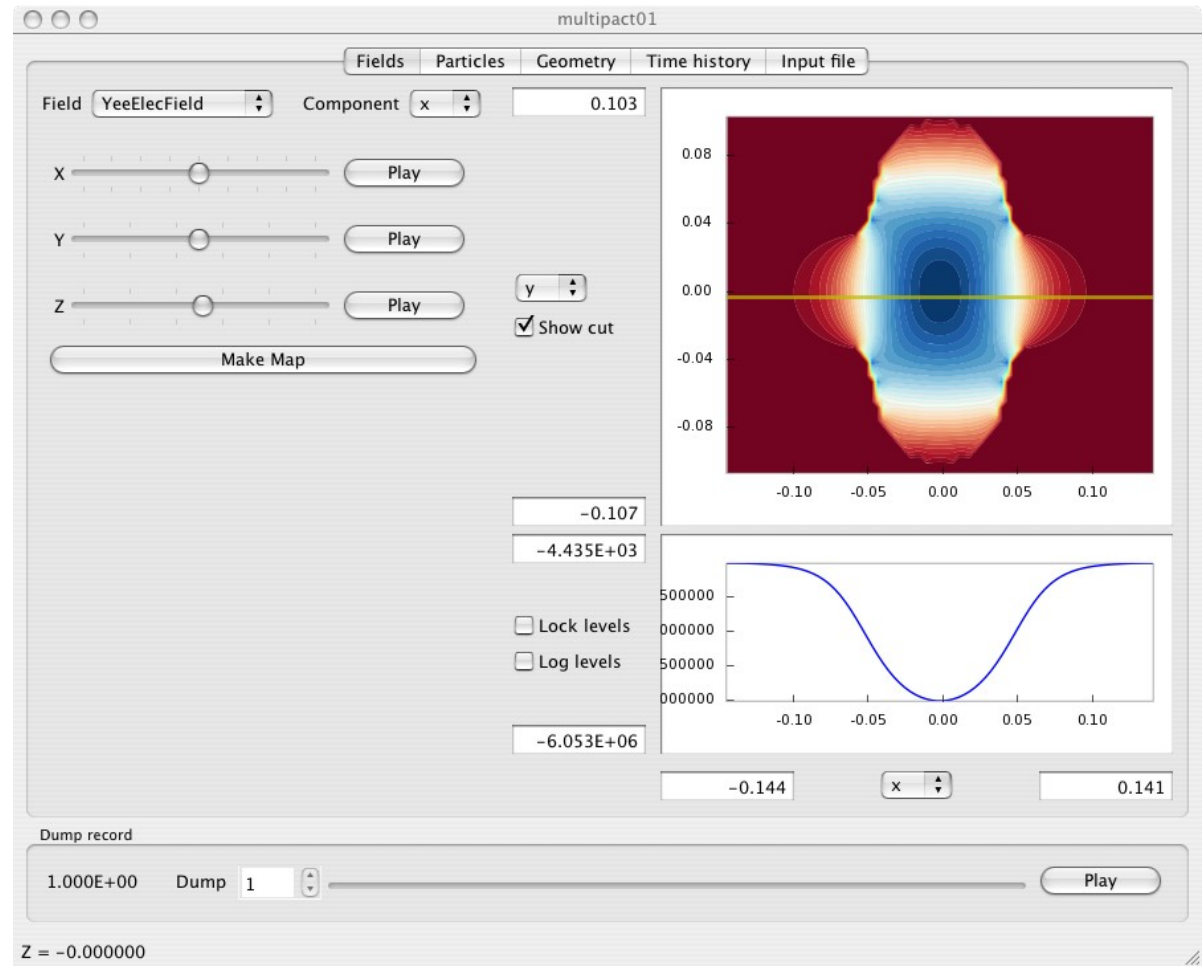 multipact01
Fields Particles Geometry Time history Input file
Field YeeElecField Component x 0.103
X Play
Y Play
Z Play
Make Map
y
Show cut
-0.107
0.08
0.04
0.00
-0.04
-0.08
-0.10 -0.05 0.00 0.05 0.10
-4.435E+03
Lock levels
Log levels
-6.053E+06
500000
000000
500000
000000
-0.10 -0.05 0.00 0.05 0.10
-0.144 x 0.141
Dump record
1.000E+00 Dump 1 Play
Z = -0.000000